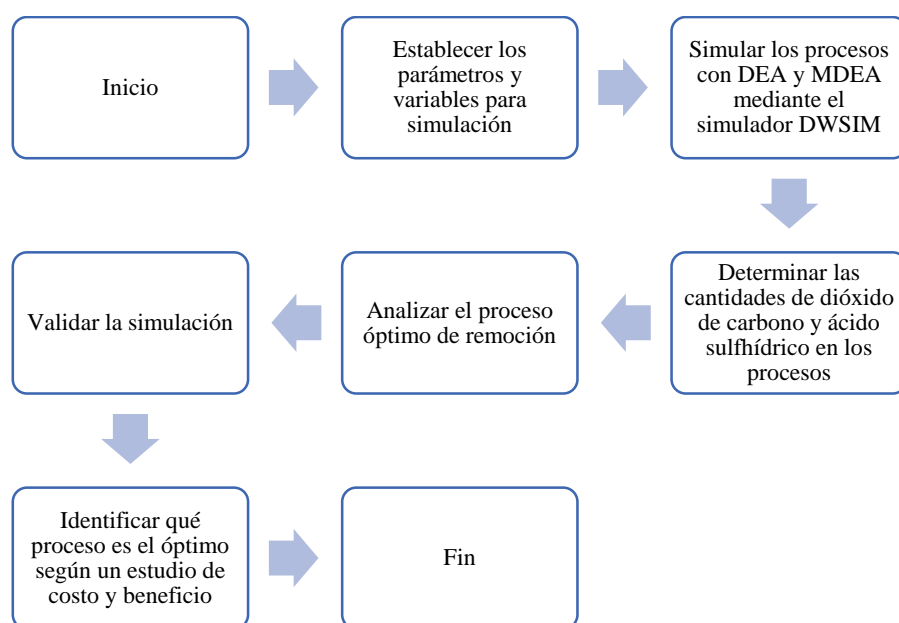 Inicio
Establecer los
parámetros y
variables para
simulación
Simular los procesos
con DEA y MDEA
mediante el
simulador DWSIM
Determinar las
cantidades de dióxido
de carbono y ácido
sulfhídrico en los
procesos
Analizar el proceso
óptimo de remoción
Validar la simulación
Identificar qué
proceso es el óptimo
según un estudio de
costo y beneficio
Fin